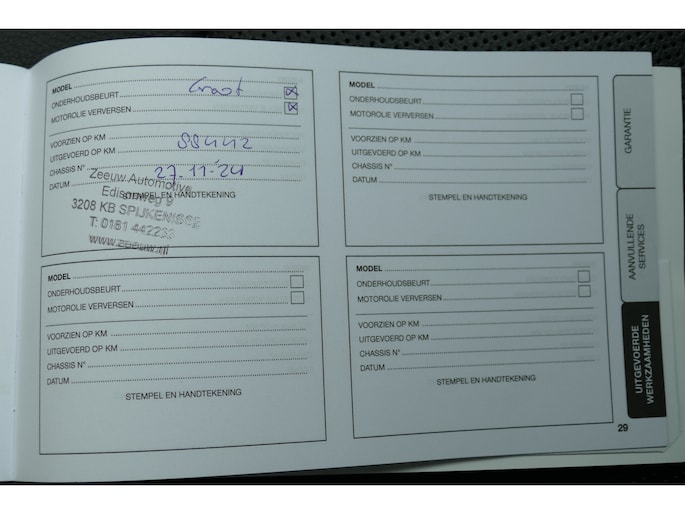 MODEL Groot
ONDERHOUDSBEURT
MOTOROLIE VERVERSEN
VOORZIEN OP KM
UITGEVOERD OP KM 55442
CHASSIS N°
DATUM 27-11-'24
STEMPEL EN HANDTEKENING
Zeeuw Automotive
Edisonweg 9
3208 KB SPIJKENISSE
T: 0181 442233
www.zeeuw.nl
MODEL
ONDERHOUDSBEURT
MOTOROLIE VERVERSEN
VOORZIEN OP KM
UITGEVOERD OP KM
CHASSIS N°
DATUM
STEMPEL EN HANDTEKENING
MODEL
ONDERHOUDSBEURT
MOTOROLIE VERVERSEN
VOORZIEN OP KM
UITGEVOERD OP KM
CHASSIS N°
DATUM
STEMPEL EN HANDTEKENING
MODEL
ONDERHOUDSBEURT
MOTOROLIE VERVERSEN
VOORZIEN OP KM
UITGEVOERD OP KM
CHASSIS N°
DATUM
STEMPEL EN HANDTEKENING
GARANTIE
AANVULLENDE
SERVICES
UITGEVOERDE
WERKZAAMHEDEN
29